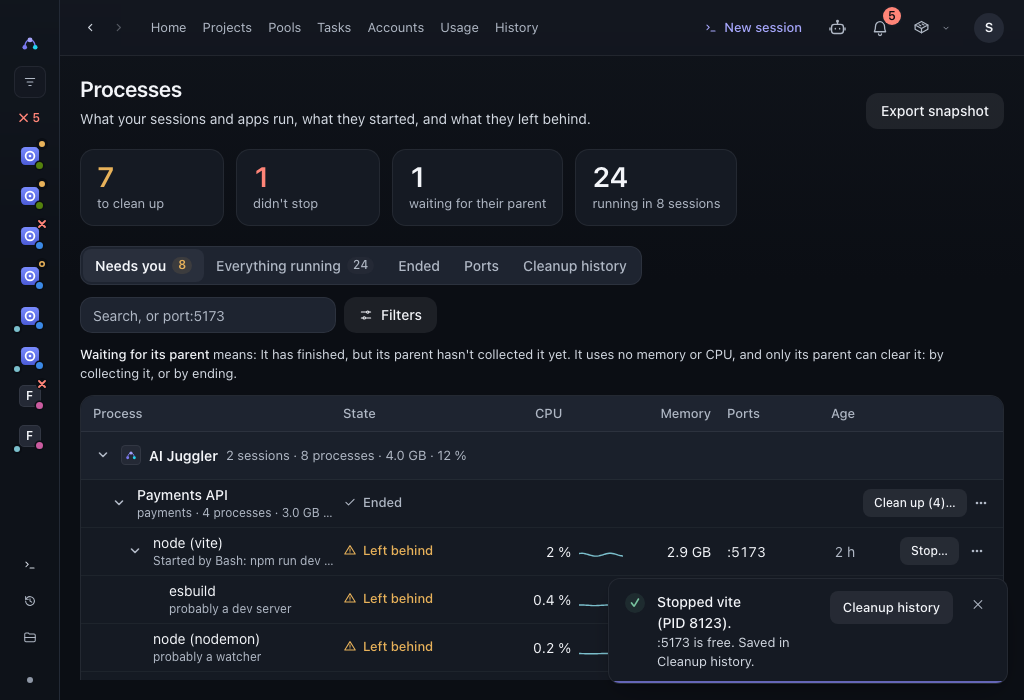 Home Projects Pools Tasks Accounts Usage History
New session
5
S
5
F
F
Processes
What your sessions and apps run, what they started, and what they left behind.
Export snapshot
7
to clean up
1
didn't stop
1
waiting for their parent
24
running in 8 sessions
Needs you 8 Everything running 24 Ended Ports Cleanup history
Search, or port:5173
Filters
Waiting for its parent means: It has finished, but its parent hasn't collected it yet. It uses no memory or CPU, and only its parent can clear it: by
collecting it, or by ending.
Process State CPU Memory Ports Age
AI Juggler 2 sessions · 8 processes · 4.0 GB · 12 %
Payments API
payments · 4 processes · 3.0 GB ...
Ended
Clean up (4)...
node (vite)
Started by Bash: npm run dev ...
Left behind
2 % 2.9 GB :5173 2 h
Stop...
esbuild
probably a dev server
Left behind
0.4 %
node (nodemon)
probably a watcher
Left behind
0.2 %
Stopped vite
(PID 8123).
:5173 is free. Saved in
Cleanup history.
Cleanup history